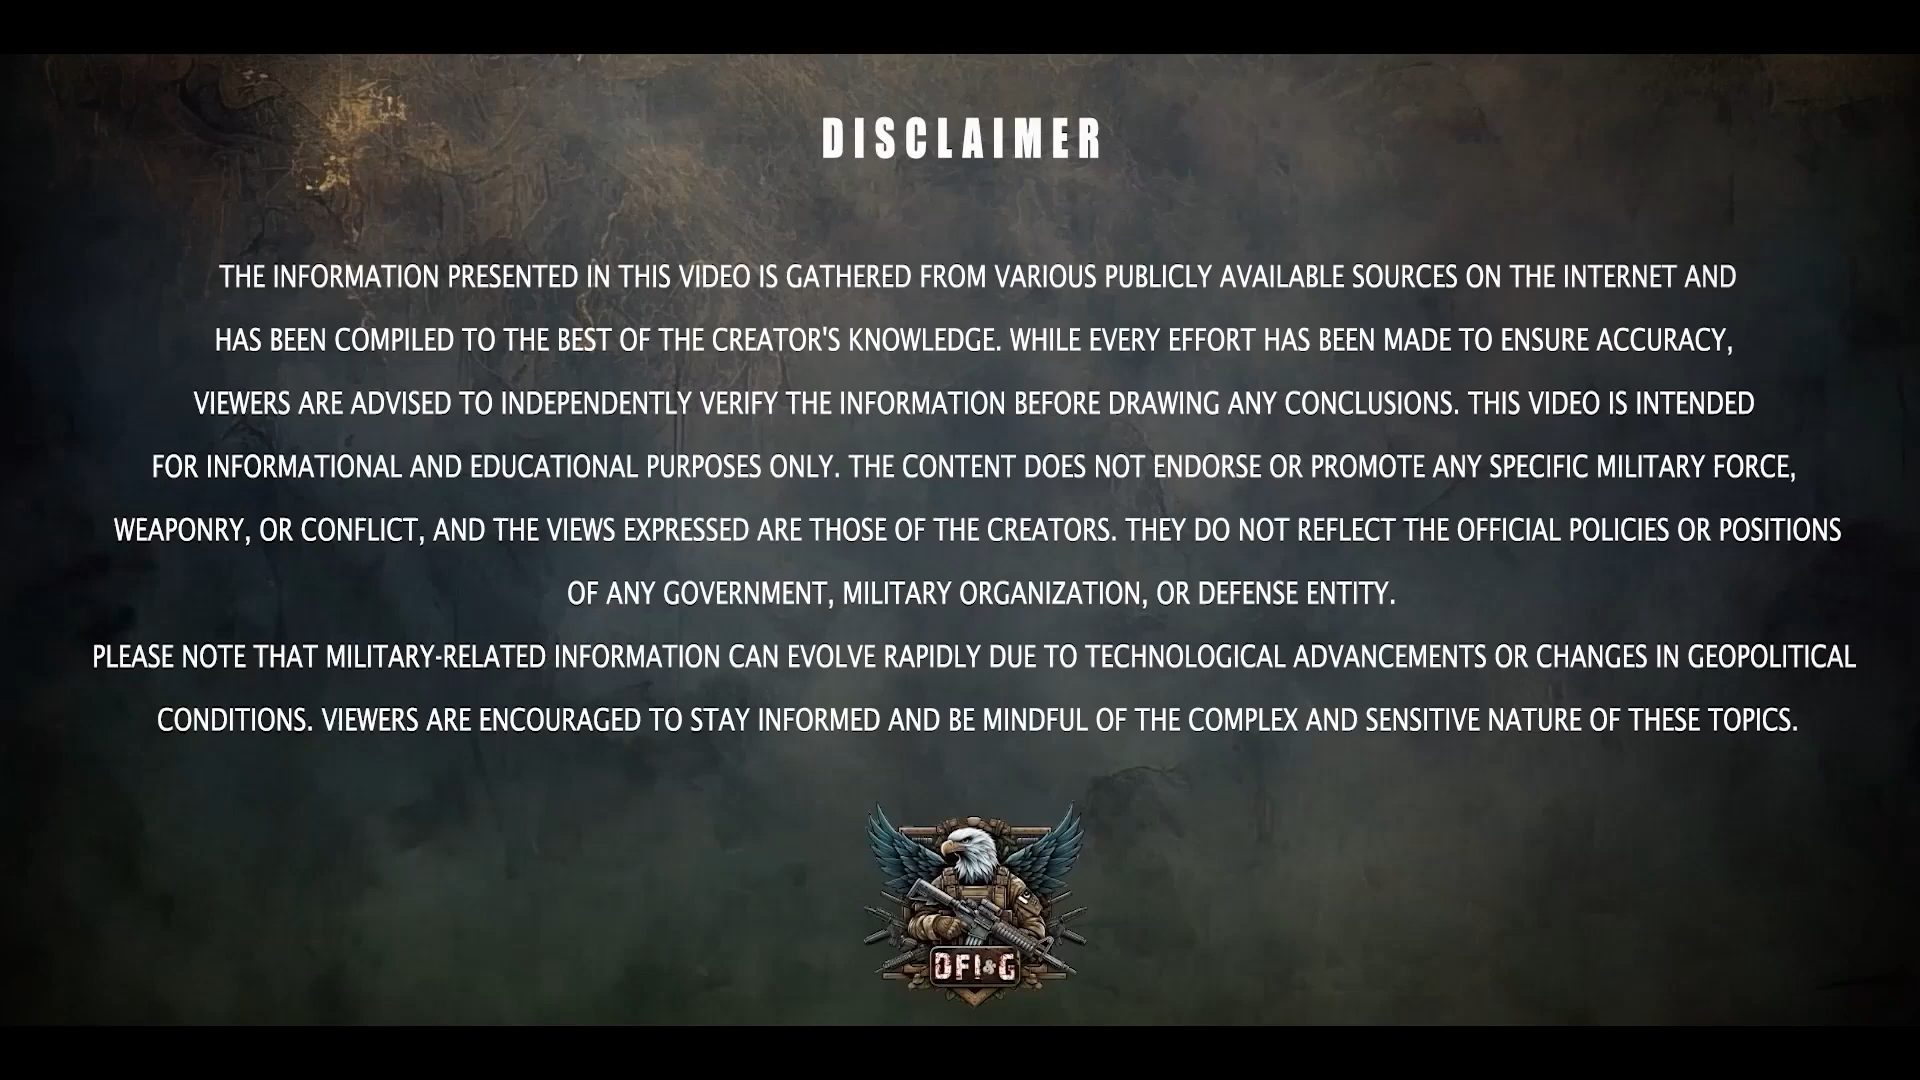 DISCLAIMER
THE INFORMATION PRESENTED IN THIS VIDEO IS GATHERED FROM VARIOUS PUBLICLY AVAILABLE SOURCES ON THE INTERNET AND
HAS BEEN COMPILED TO THE BEST OF THE CREATOR'S KNOWLEDGE. WHILE EVERY EFFORT HAS BEEN MADE TO ENSURE ACCURACY,
VIEWERS ARE ADVISED TO INDEPENDENTLY VERIFY THE INFORMATION BEFORE DRAWING ANY CONCLUSIONS. THIS VIDEO IS INTENDED
FOR INFORMATIONAL AND EDUCATIONAL PURPOSES ONLY. THE CONTENT DOES NOT ENDORSE OR PROMOTE ANY SPECIFIC MILITARY FORCE,
WEAPONRY, OR CONFLICT, AND THE VIEWS EXPRESSED ARE THOSE OF THE CREATORS. THEY DO NOT REFLECT THE OFFICIAL POLICIES OR POSITIONS
OF ANY GOVERNMENT, MILITARY ORGANIZATION, OR DEFENSE ENTITY.
PLEASE NOTE THAT MILITARY-RELATED INFORMATION CAN EVOLVE RAPIDLY DUE TO TECHNOLOGICAL ADVANCEMENTS OR CHANGES IN GEOPOLITICAL
CONDITIONS. VIEWERS ARE ENCOURAGED TO STAY INFORMED AND BE MINDFUL OF THE COMPLEX AND SENSITIVE NATURE OF THESE TOPICS.
DFI&G